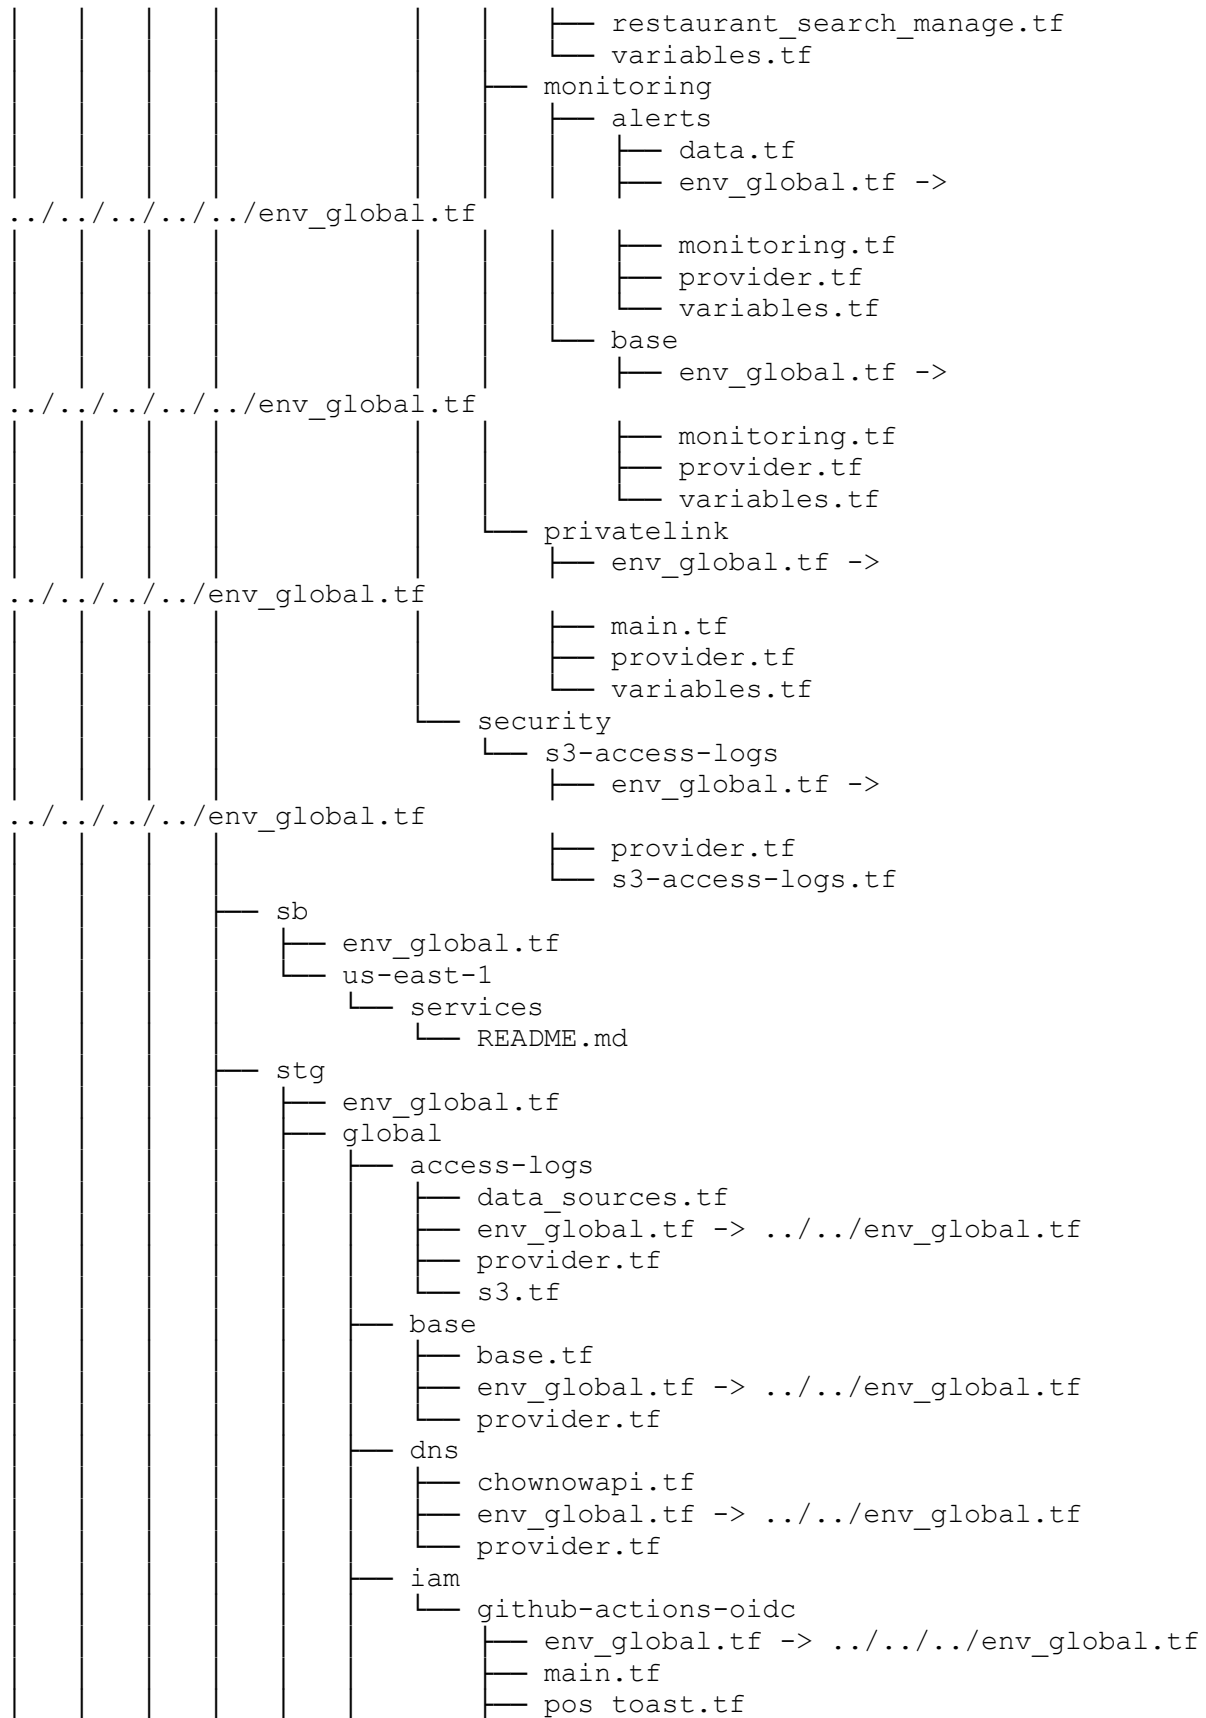 │   │   │   │           │   │   ├── restaurant_search_manage.tf
│   │   │   │           │   │   └── variables.tf
│   │   │   │           │   ├── monitoring
│   │   │   │           │   │   ├── alerts
│   │   │   │           │   │   │   ├── data.tf
│   │   │   │           │   │   │   ├── env_global.tf ->
../../../../../env_global.tf
│   │   │   │           │   │   │   ├── monitoring.tf
│   │   │   │           │   │   │   ├── provider.tf
│   │   │   │           │   │   │   └── variables.tf
│   │   │   │           │   │   └── base
│   │   │   │           │   │       ├── env_global.tf ->
../../../../../env_global.tf
│   │   │   │           │   │       ├── monitoring.tf
│   │   │   │           │   │       ├── provider.tf
│   │   │   │           │   │       └── variables.tf
│   │   │   │           │   └── privatelink
│   │   │   │           │       ├── env_global.tf ->
../../../../env_global.tf
│   │   │   │           │       ├── main.tf
│   │   │   │           │       ├── provider.tf
│   │   │   │           │       └── variables.tf
│   │   │   │           └── security
│   │   │   │               └── s3-access-logs
│   │   │   │                   ├── env_global.tf ->
../../../../env_global.tf
│   │   │   │                   ├── provider.tf
│   │   │   │                   └── s3-access-logs.tf
│   │   │   ├── sb
│   │   │   │   ├── env_global.tf
│   │   │   │   └── us-east-1
│   │   │   │       └── services
│   │   │   │           └── README.md
│   │   │   ├── stg
│   │   │   │   ├── env_global.tf
│   │   │   │   ├── global
│   │   │   │   │   ├── access-logs
│   │   │   │   │   │   ├── data_sources.tf
│   │   │   │   │   │   ├── env_global.tf -> ../../env_global.tf
│   │   │   │   │   │   ├── provider.tf
│   │   │   │   │   │   └── s3.tf
│   │   │   │   │   ├── base
│   │   │   │   │   │   ├── base.tf
│   │   │   │   │   │   ├── env_global.tf -> ../../env_global.tf
│   │   │   │   │   │   └── provider.tf
│   │   │   │   │   ├── dns
│   │   │   │   │   │   ├── chownowapi.tf
│   │   │   │   │   │   ├── env_global.tf -> ../../env_global.tf
│   │   │   │   │   │   └── provider.tf
│   │   │   │   │   ├── iam
│   │   │   │   │   │   └── github-actions-oidc
│   │   │   │   │   │       ├── env_global.tf -> ../../../env_global.tf
│   │   │   │   │   │       ├── main.tf
│   │   │   │   │   │       ├── pos_toast.tf